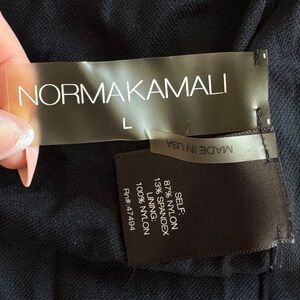 NORMAKAMALI
L
MADE IN USA
SELF:
87% NYLON
13% SPANDEX
LINING:
100% NYLON
Rn#:47494